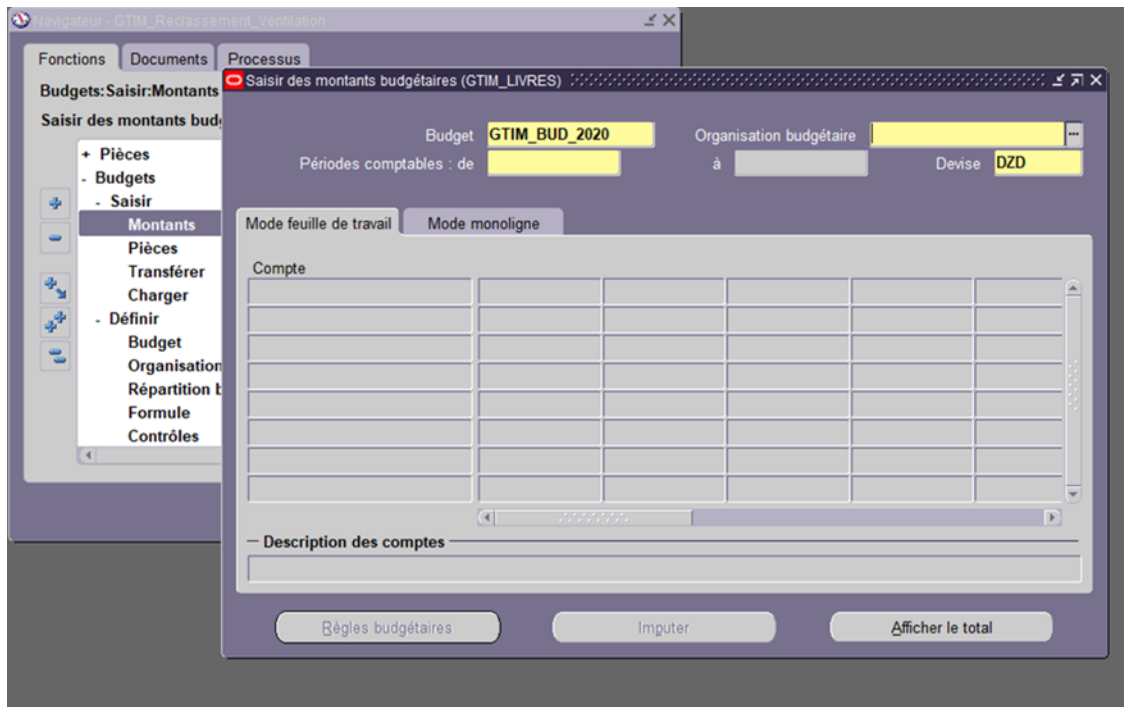 Navigateur - GTIM_Reclassement_Ventilation
Fonctions Documents Processus
Budgets:Saisir:Montants
Saisir des montants budg
+ Pièces
- Budgets
- Saisir
Montants
Pièces
Transférer
Charger
- Définir
Budget
Organisation
Répartition b
Formule
Contrôles
Saisir des montants budgétaires (GTIM_LIVRES)
Budget GTIM_BUD_2020 Organisation budgétaire ...
Périodes comptables : de à Devise DZD
Mode feuille de travail Mode monoligne
Compte
Description des comptes
Règles budgétaires Imputer Afficher le total